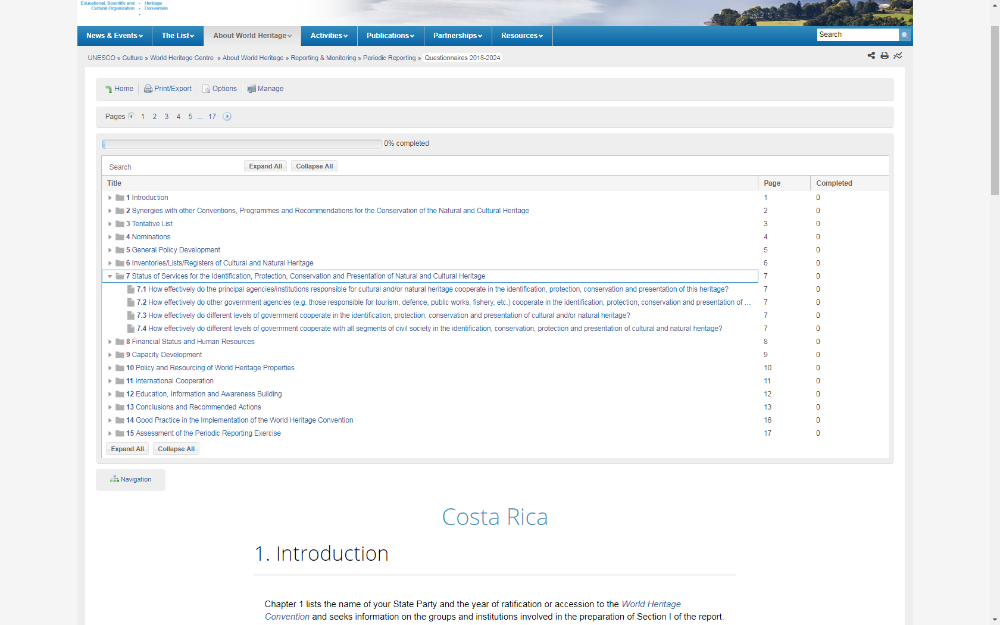 Educational, Scientific and • Heritage
Cultural Organization • Convention
News & Events The List About World Heritage Activities Publications Partnerships Resources Search
UNESCO » Culture » World Heritage Centre » About World Heritage » Reporting & Monitoring » Periodic Reporting » Questionnaires 2018-2024
Home Print/Export Options Manage
Pages 1 2 3 4 5 ... 17
0% completed
Search Expand All Collapse All
Title Page Completed
1 Introduction 1 0
2 Synergies with other Conventions, Programmes and Recommendations for the Conservation of the Natural and Cultural Heritage 2 0
3 Tentative List 3 0
4 Nominations 4 0
5 General Policy Development 5 0
6 Inventories/Lists/Registers of Cultural and Natural Heritage 6 0
7 Status of Services for the Identification, Protection, Conservation and Presentation of Natural and Cultural Heritage 7 0
7.1 How effectively do the principal agencies/institutions responsible for cultural and/or natural heritage cooperate in the identification, protection, conservation and presentation of this heritage? 7 0
7.2 How effectively do other government agencies (e.g. those responsible for tourism, defence, public works, fishery, etc.) cooperate in the identification, protection, conservation and presentation of ... 7 0
7.3 How effectively do different levels of government cooperate in the identification, protection, conservation and presentation of cultural and/or natural heritage? 7 0
7.4 How effectively do different levels of government cooperate with all segments of civil society in the identification, conservation, protection and presentation of cultural and natural heritage? 7 0
8 Financial Status and Human Resources 8 0
9 Capacity Development 9 0
10 Policy and Resourcing of World Heritage Properties 10 0
11 International Cooperation 11 0
12 Education, Information and Awareness Building 12 0
13 Conclusions and Recommended Actions 13 0
14 Good Practice in the Implementation of the World Heritage Convention 16 0
15 Assessment of the Periodic Reporting Exercise 17 0
Expand All Collapse All
Navigation
Costa Rica
1. Introduction
Chapter 1 lists the name of your State Party and the year of ratification or accession to the World Heritage
Convention and seeks information on the groups and institutions involved in the preparation of Section I of the report.